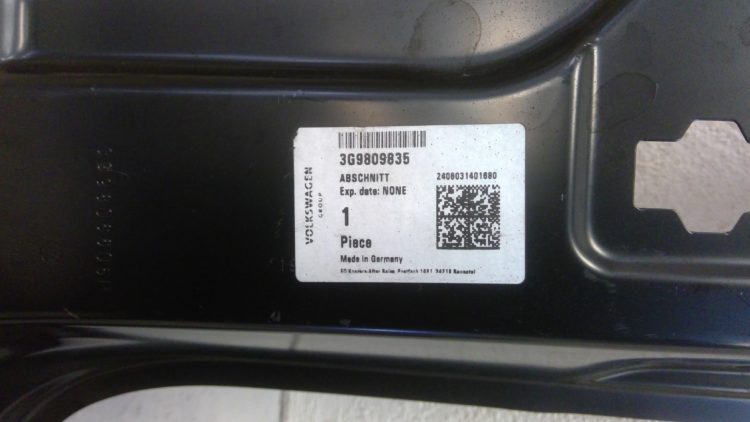 3G9809835
ABSCHNITT
2408031401680
Exp. date: NONE
VOLKSWAGEN
GROUP
1
Piece
Made in Germany